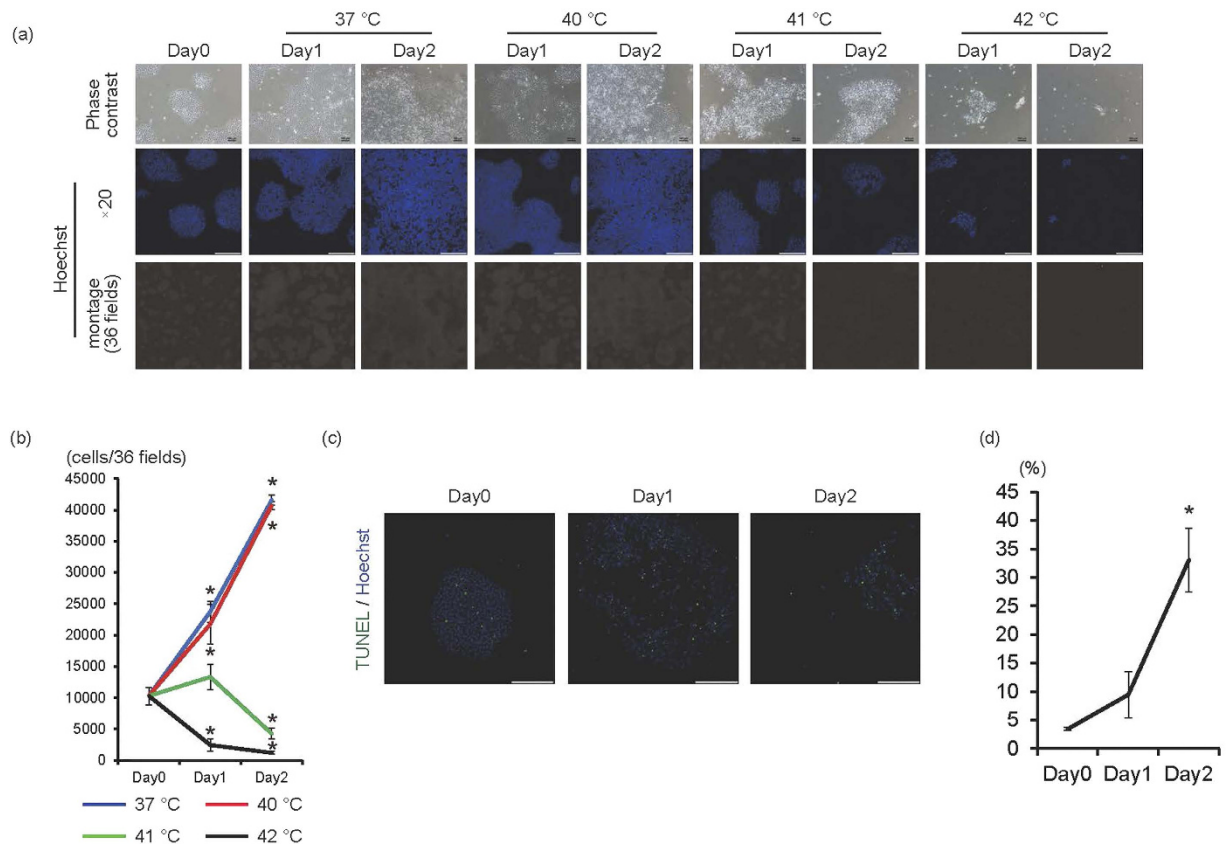 (a)
37 °C 40 °C 41 °C 42 °C
Day0 Day1 Day2 Day1 Day2 Day1 Day2 Day1 Day2
Phase
contrast
Hoechst
×20
montage
(36 fields)
(b)
(cells/36 fields)
45000
40000
35000
30000
25000
20000
15000
10000
5000
0
* * * * * * * *
Day0 Day1 Day2
37 °C 40 °C
41 °C 42 °C
(c)
Day0 Day1 Day2
TUNEL / Hoechst
(d)
(%)
45
40
35
30
25
20
15
10
5
0
*
Day0 Day1 Day2